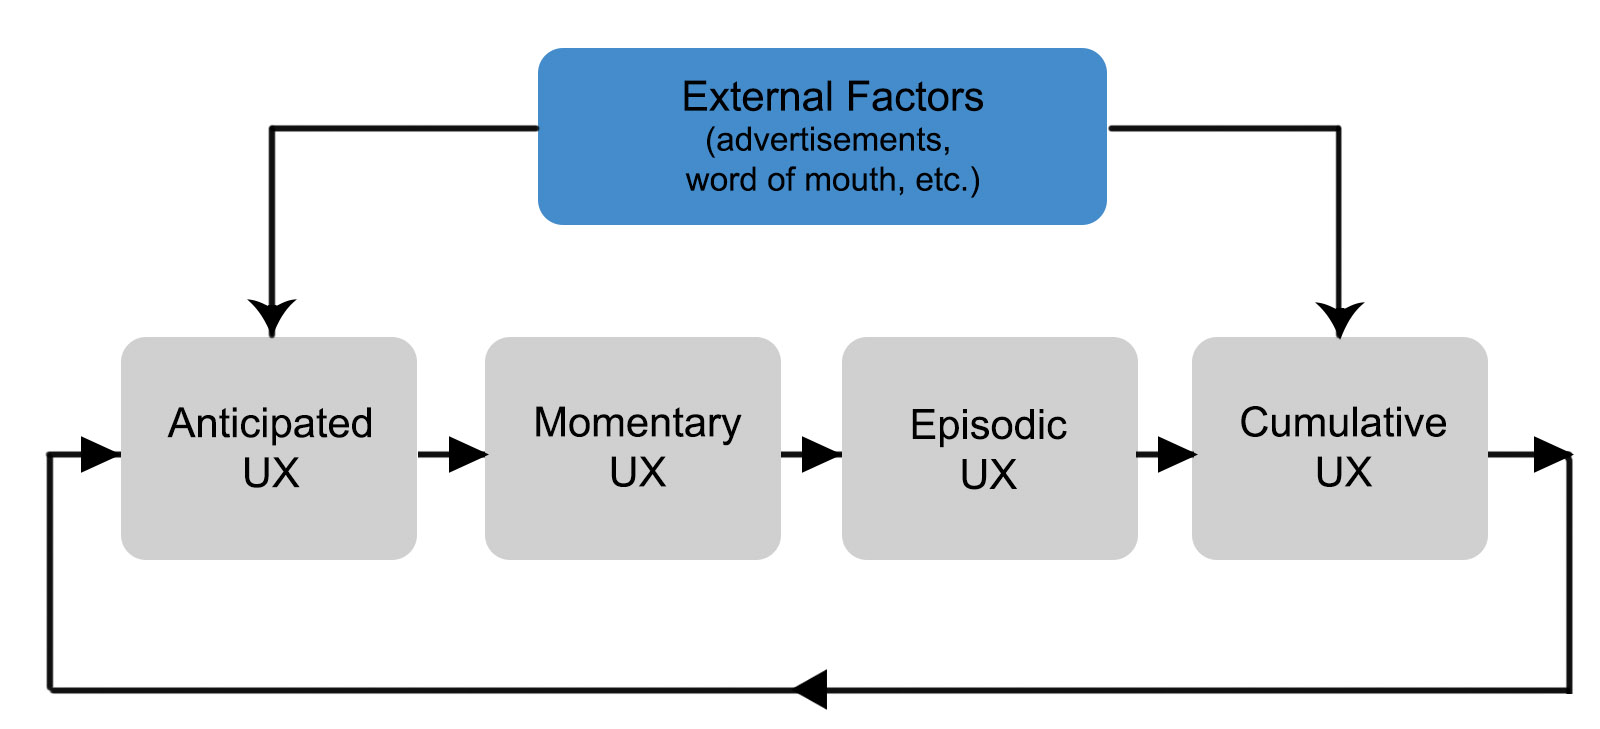 External Factors
(advertisements,
word of mouth, etc.)
Anticipated
UX
Momentary
UX
Episodic
UX
Cumulative
UX